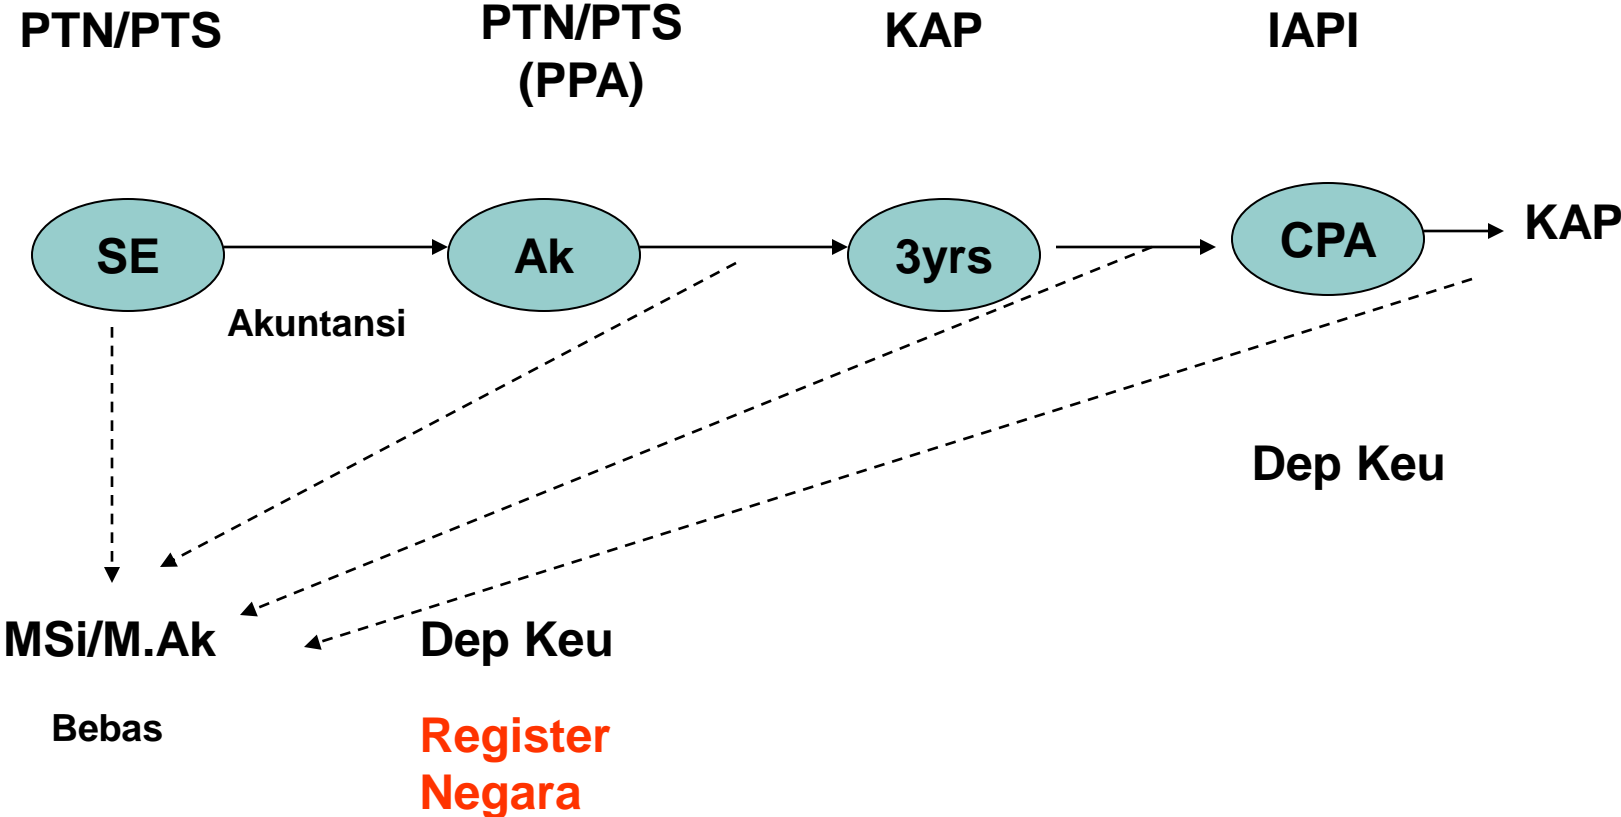 PTN/PTS
PTN/PTS
(PPA)
KAP
IAPI
SE
Ak
3yrs
CPA
KAP
Akuntansi
Dep Keu
MSi/M.Ak
Dep Keu
Bebas
Register
Negara